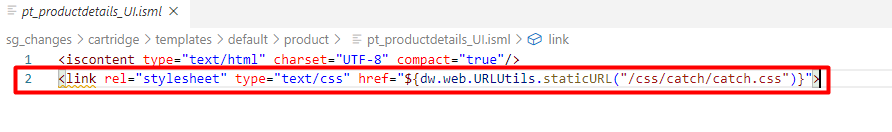 pt_productdetails_UI.isml ×
sg_changes > cartridge > templates > default > product > pt_productdetails_UI.isml > link
1 <iscontent type="text/html" charset="UTF-8" compact="true"/>
2 <link rel="stylesheet" type="text/css" href="${dw.web.URLUtils.staticURL("/css/catch/catch.css")}">